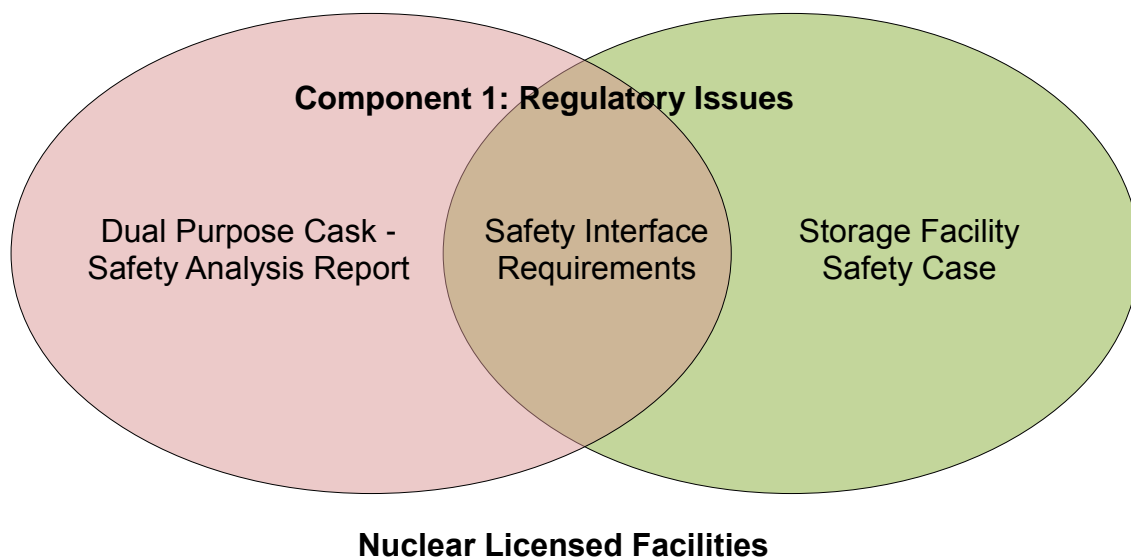 Component 1: Regulatory Issues
Dual Purpose Cask -
Safety Analysis Report
Safety Interface
Requirements
Storage Facility
Safety Case
Nuclear Licensed Facilities